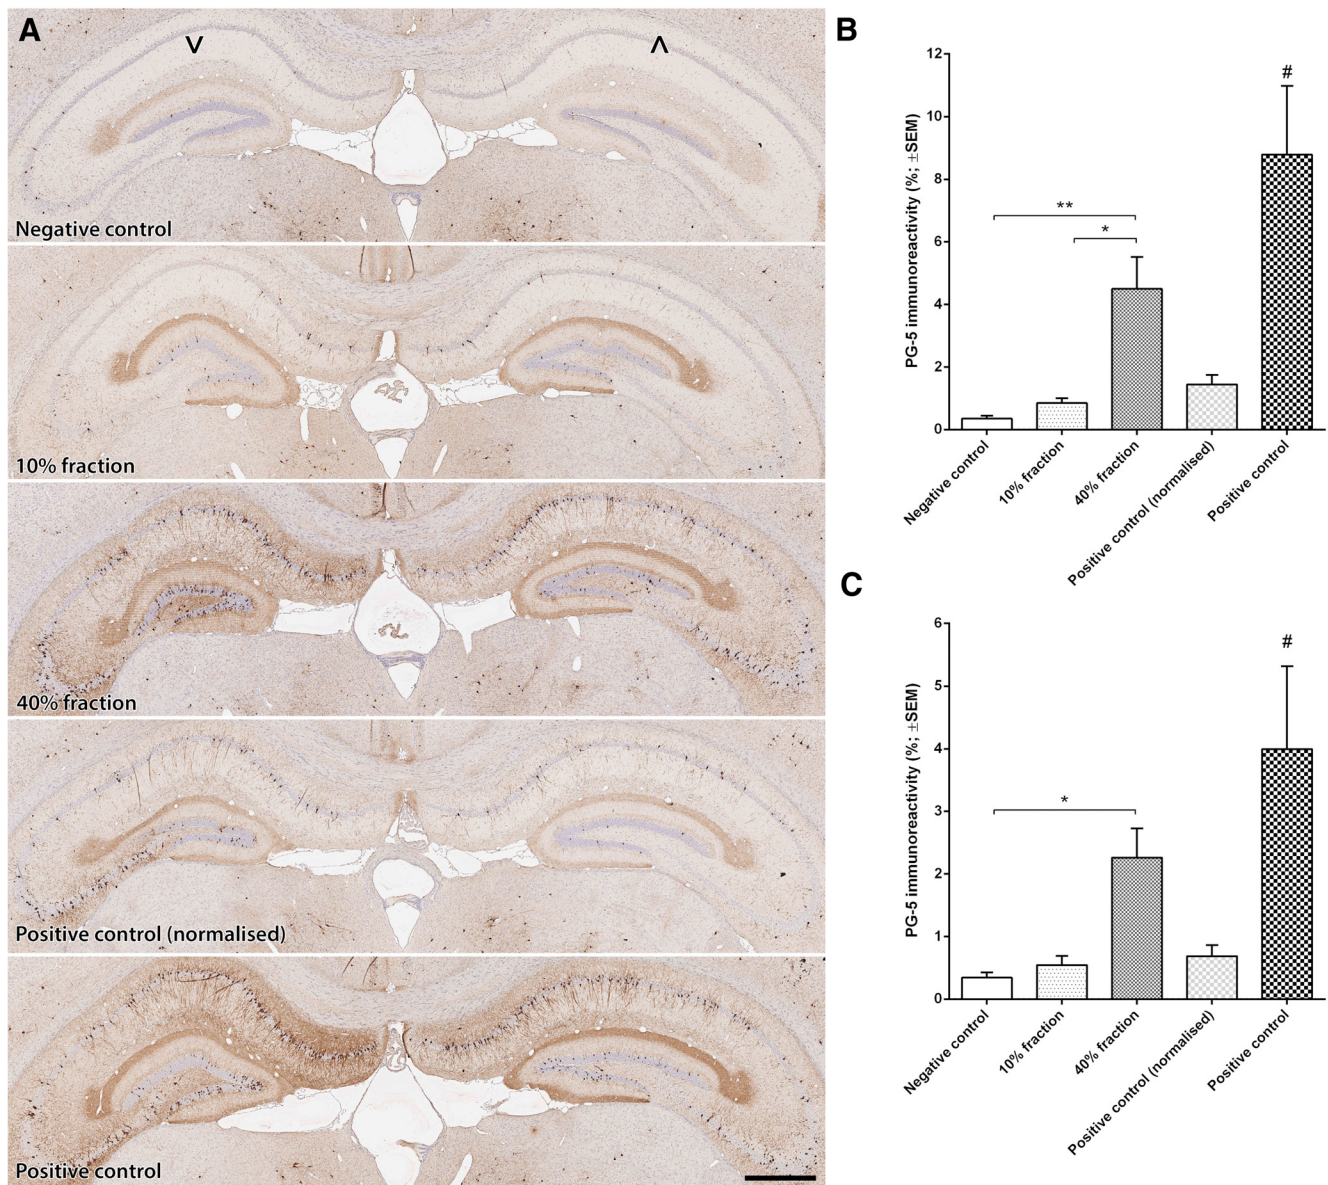 A
V
Λ
Negative control
10% fraction
40% fraction
Positive control (normalised)
Positive control
B
PG-5 immunoreactivity (%; ±SEM)
12
10
8
6
4
2
0
#
**
*
Negative control
10% fraction
40% fraction
Positive control (normalised)
Positive control
C
PG-5 immunoreactivity (%; ±SEM)
6
5
4
3
2
1
0
#
*
Negative control
10% fraction
40% fraction
Positive control (normalised)
Positive control